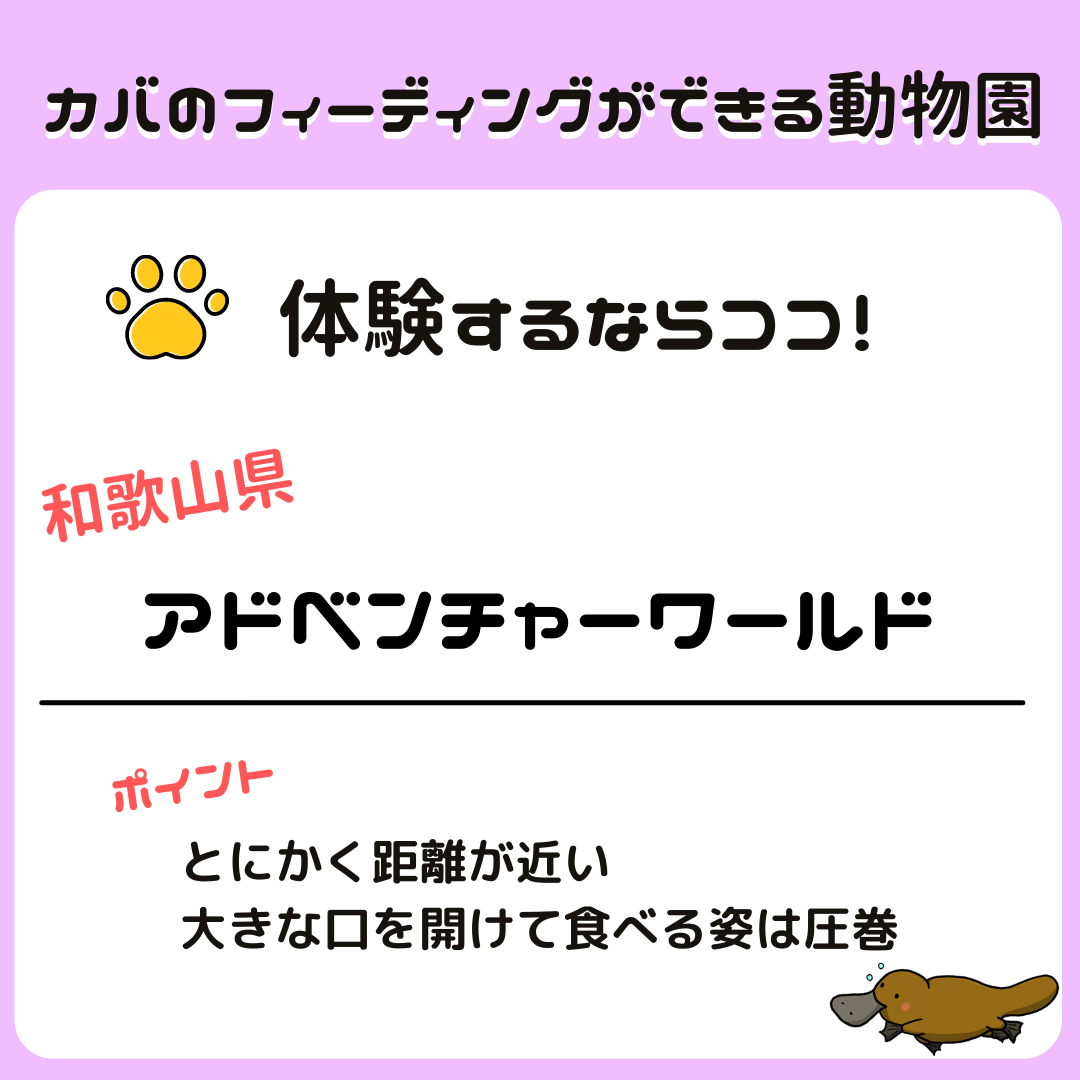 カバのフィーディングができる動物園
体験するならココ!
和歌山県
アドベンチャーワールド
ポイント
とにかく距離が近い
大きな口を開けて食べる姿は圧巻